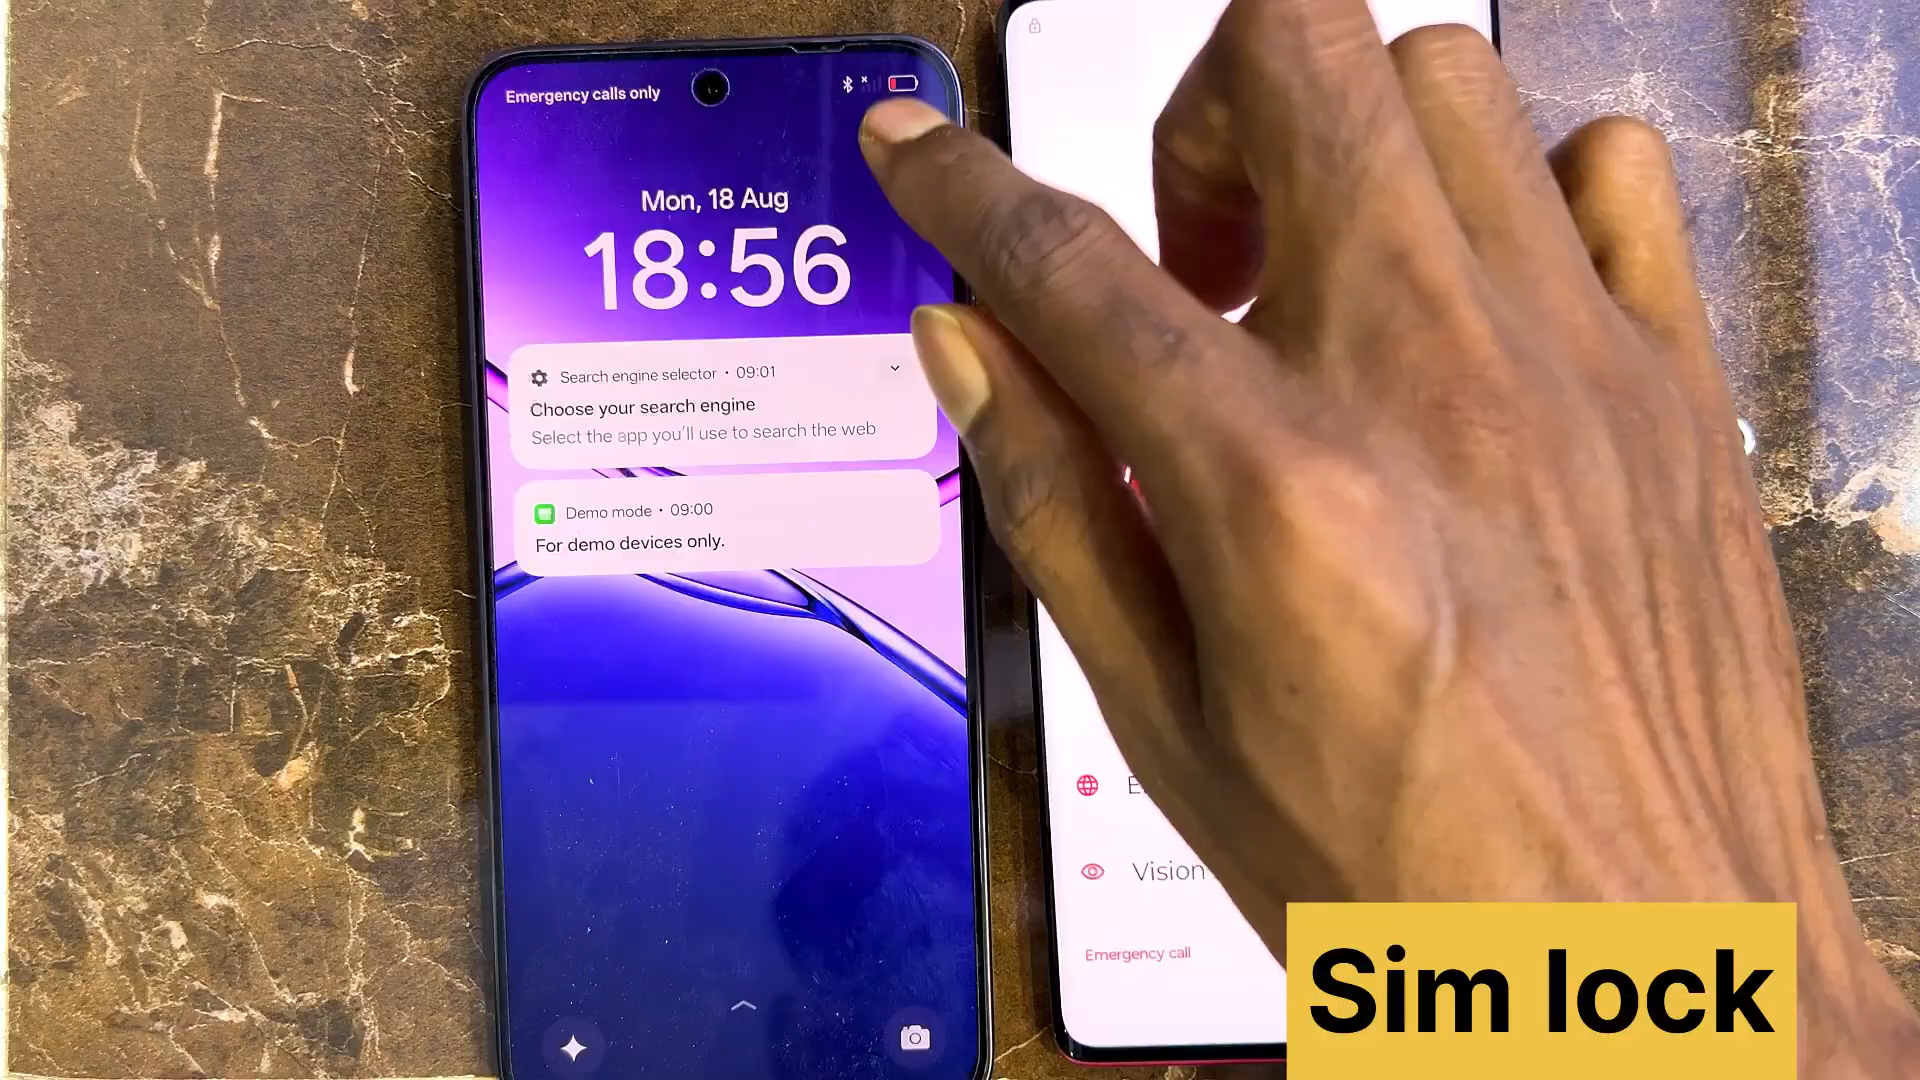 Emergency calls only
Mon, 18 Aug
18:56
Search engine selector • 09:01
Choose your search engine
Select the app you'll use to search the web
Demo mode • 09:00
For demo devices only.
Vision
Emergency call
Sim lock